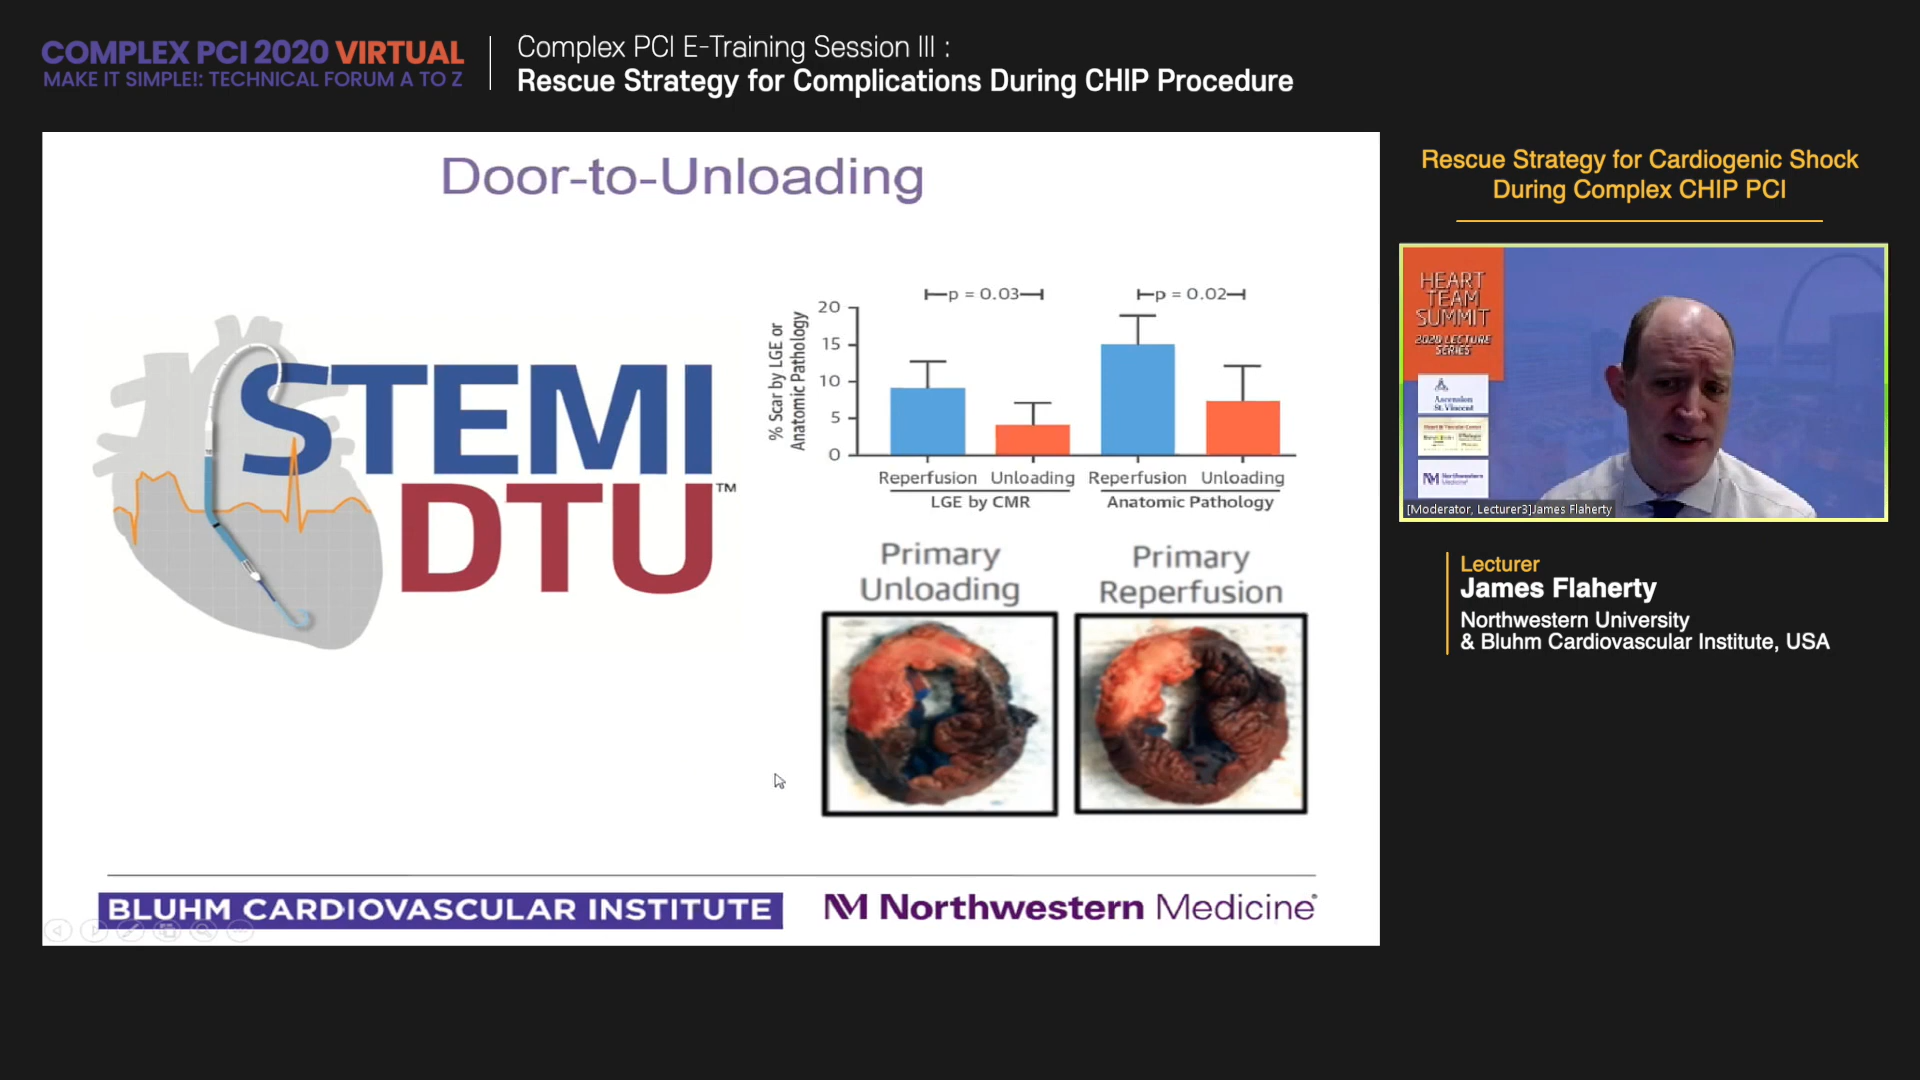 COMPLEX PCI 2020 VIRTUAL
MAKE IT SIMPLE!: TECHNICAL FORUM A TO Z
Complex PCI E-Training Session III :
Rescue Strategy for Complications During CHIP Procedure
Door-to-Unloading
STEMI
DTU™
p = 0.03
p = 0.02
% Scar by LGE or
Anatomic Pathology
20
15
10
5
0
Reperfusion Unloading Reperfusion Unloading
LGE by CMR
Anatomic Pathology
Primary
Unloading
Primary
Reperfusion
BLUHM CARDIOVASCULAR INSTITUTE
Northwestern Medicine®
Rescue Strategy for Cardiogenic Shock
During Complex CHIP PCI
HEART
TEAM
SUMMIT
2020 LECTURE
SERIES
Ascension
St. Vincent
Northwestern
Medicine
[Moderator, Lecturer3]James Flaherty
Lecturer
James Flaherty
Northwestern University
& Bluhm Cardiovascular Institute, USA